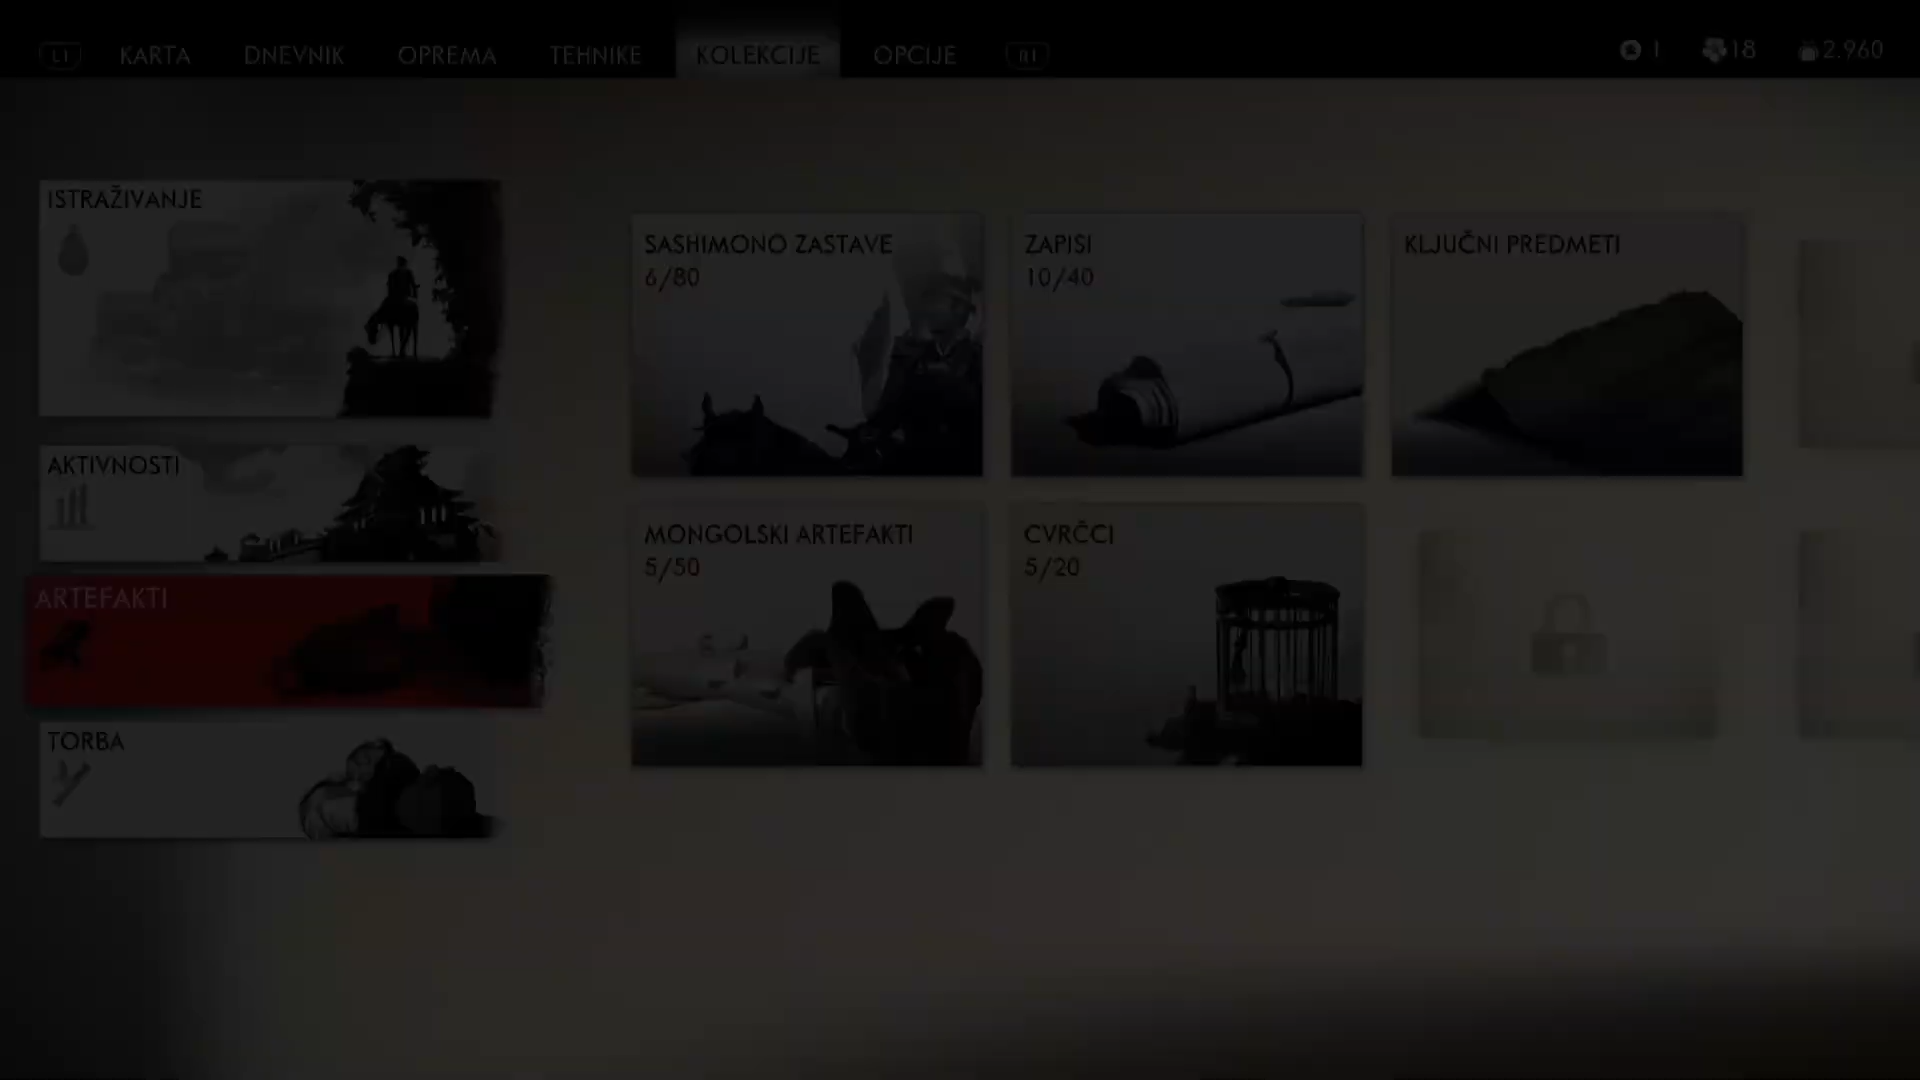 L1 KARTA DNEVNIK OPREMA TEHNIKE KOLEKCIJE OPCIJE R1 1 18 2.960
ISTRAŽIVANJE
AKTIVNOSTI
ARTEFAKTI
TORBA
SASHIMONO ZASTAVE
6/80
ZAPISI
10/40
KLJUČNI PREDMETI
MONGOLSKI ARTEFAKTI
5/50
CVRČCI
5/20